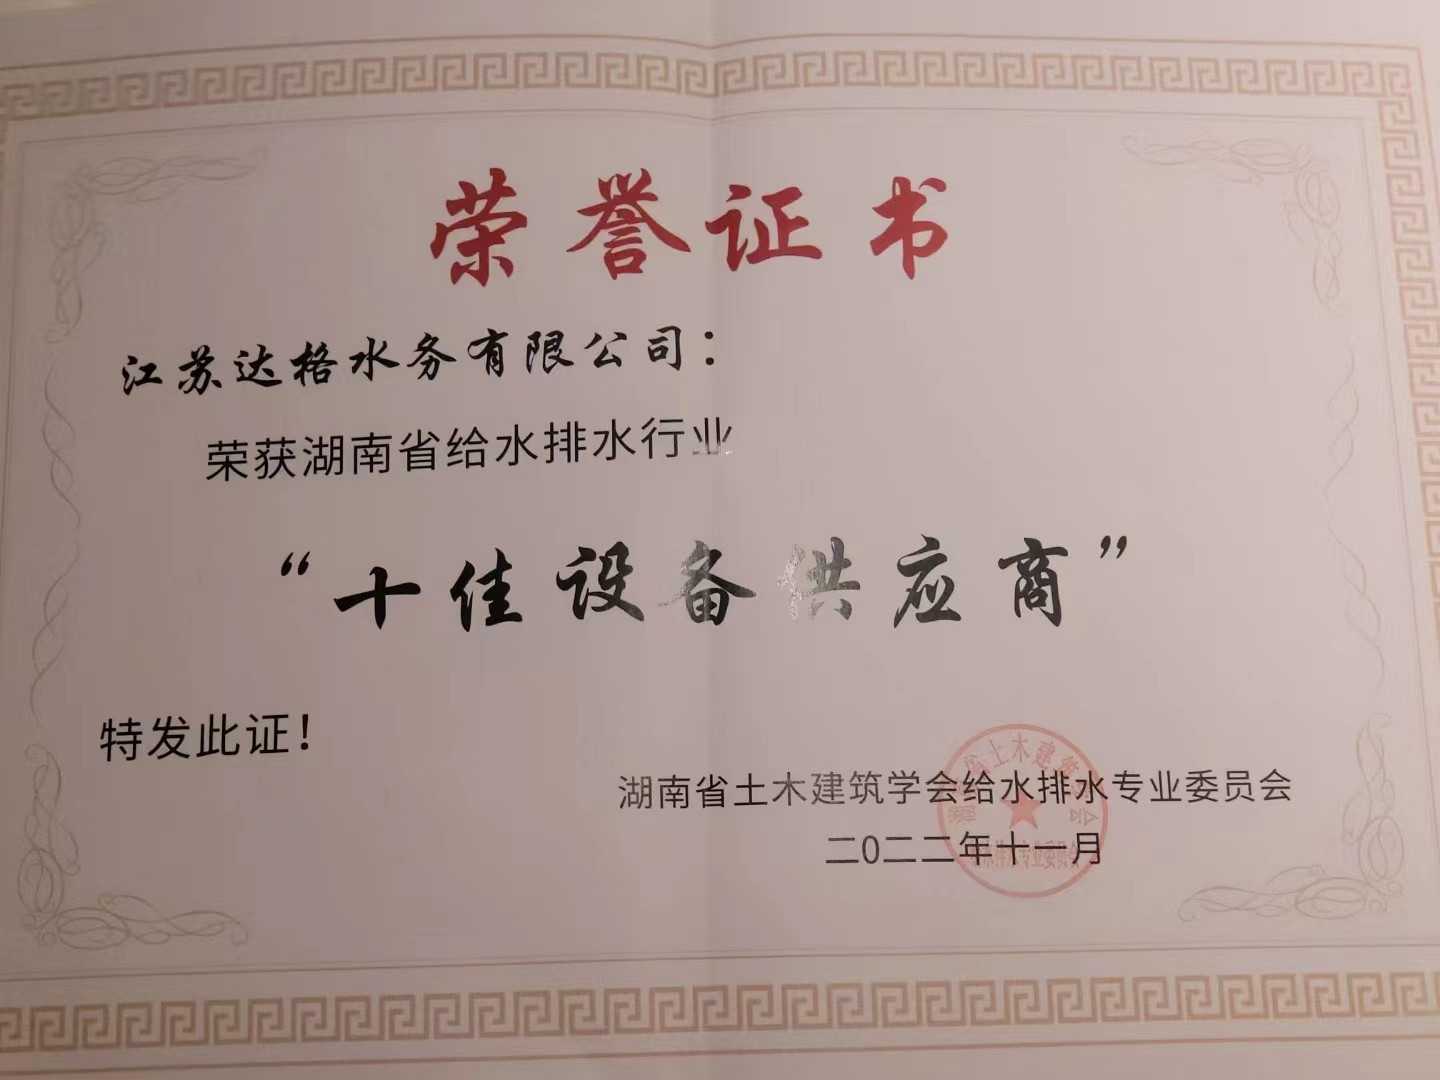 荣誉证书
江苏达格水务有限公司：
荣获湖南省给水排水行业
“十佳设备供应商”
特发此证！
湖南省土木建筑学会给水排水专业委员会
二0二二年十一月